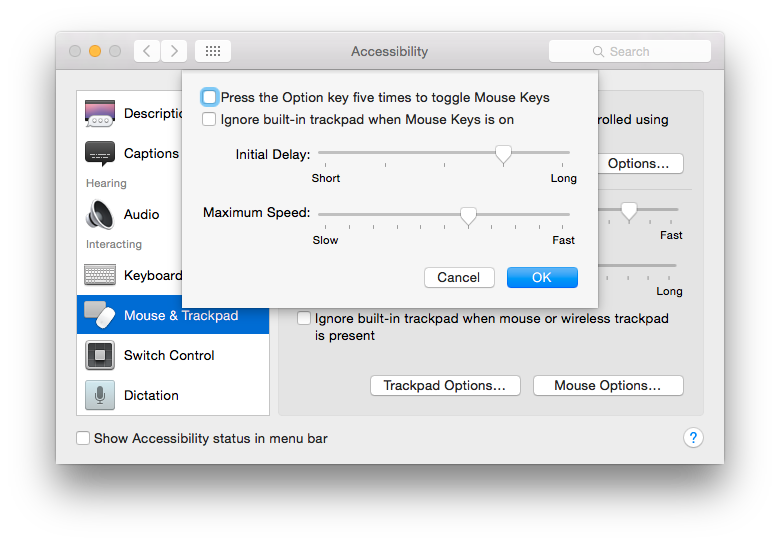 Accessibility
Search
Press the Option key five times to toggle Mouse Keys
Ignore built-in trackpad when Mouse Keys is on
Initial Delay:
Short
Long
Maximum Speed:
Slow
Fast
Cancel
OK
Captions
Hearing
Audio
Interacting
Keyboard
Mouse & Trackpad
Switch Control
Dictation
rolled using
Options...
Fast
Long
Ignore built-in trackpad when mouse or wireless trackpad
is present
Trackpad Options...
Mouse Options...
Show Accessibility status in menu bar
?